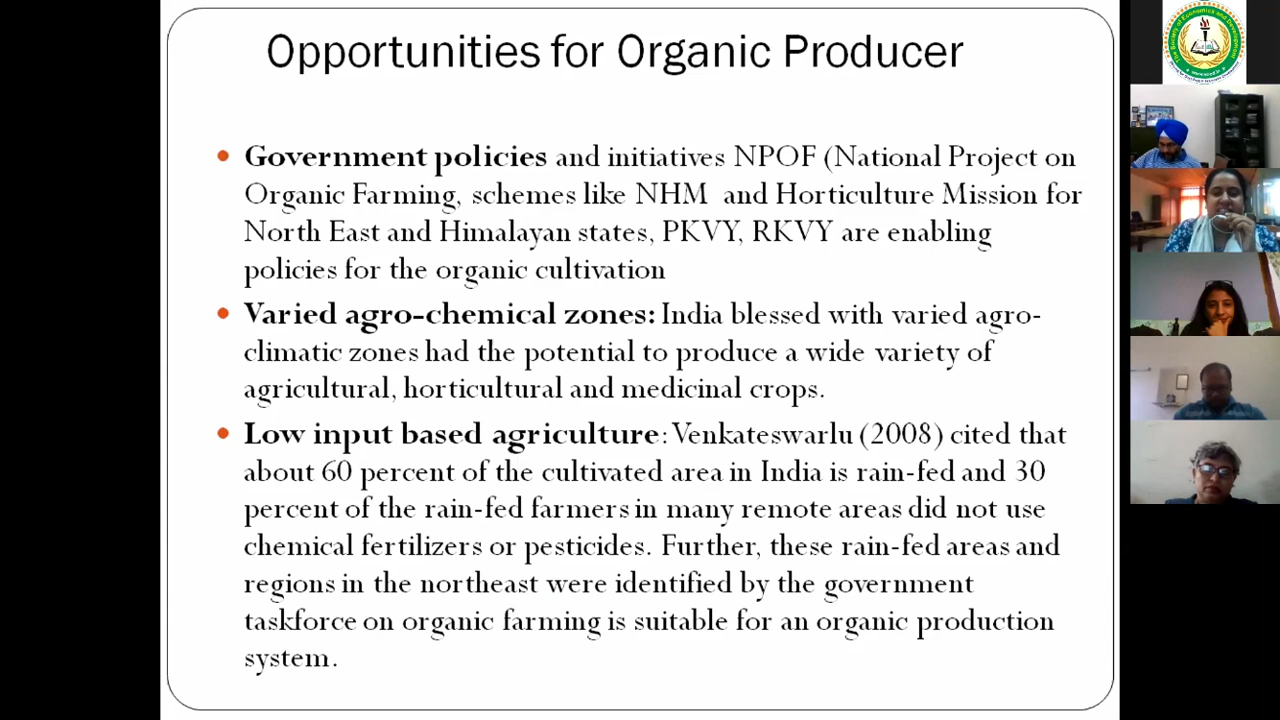 Opportunities for Organic Producer
Government policies and initiatives NPOF (National Project on
Organic Farming, schemes like NHM and Horticulture Mission for
North East and Himalayan states, PKVY, RKVY are enabling
policies for the organic cultivation
Varied agro-chemical zones: India blessed with varied agro-
climatic zones had the potential to produce a wide variety of
agricultural, horticultural and medicinal crops.
Low input based agriculture: Venkateswarlu (2008) cited that
about 60 percent of the cultivated area in India is rain-fed and 30
percent of the rain-fed farmers in many remote areas did not use
chemical fertilizers or pesticides. Further, these rain-fed areas and
regions in the northeast were identified by the government
taskforce on organic farming is suitable for an organic production
system.